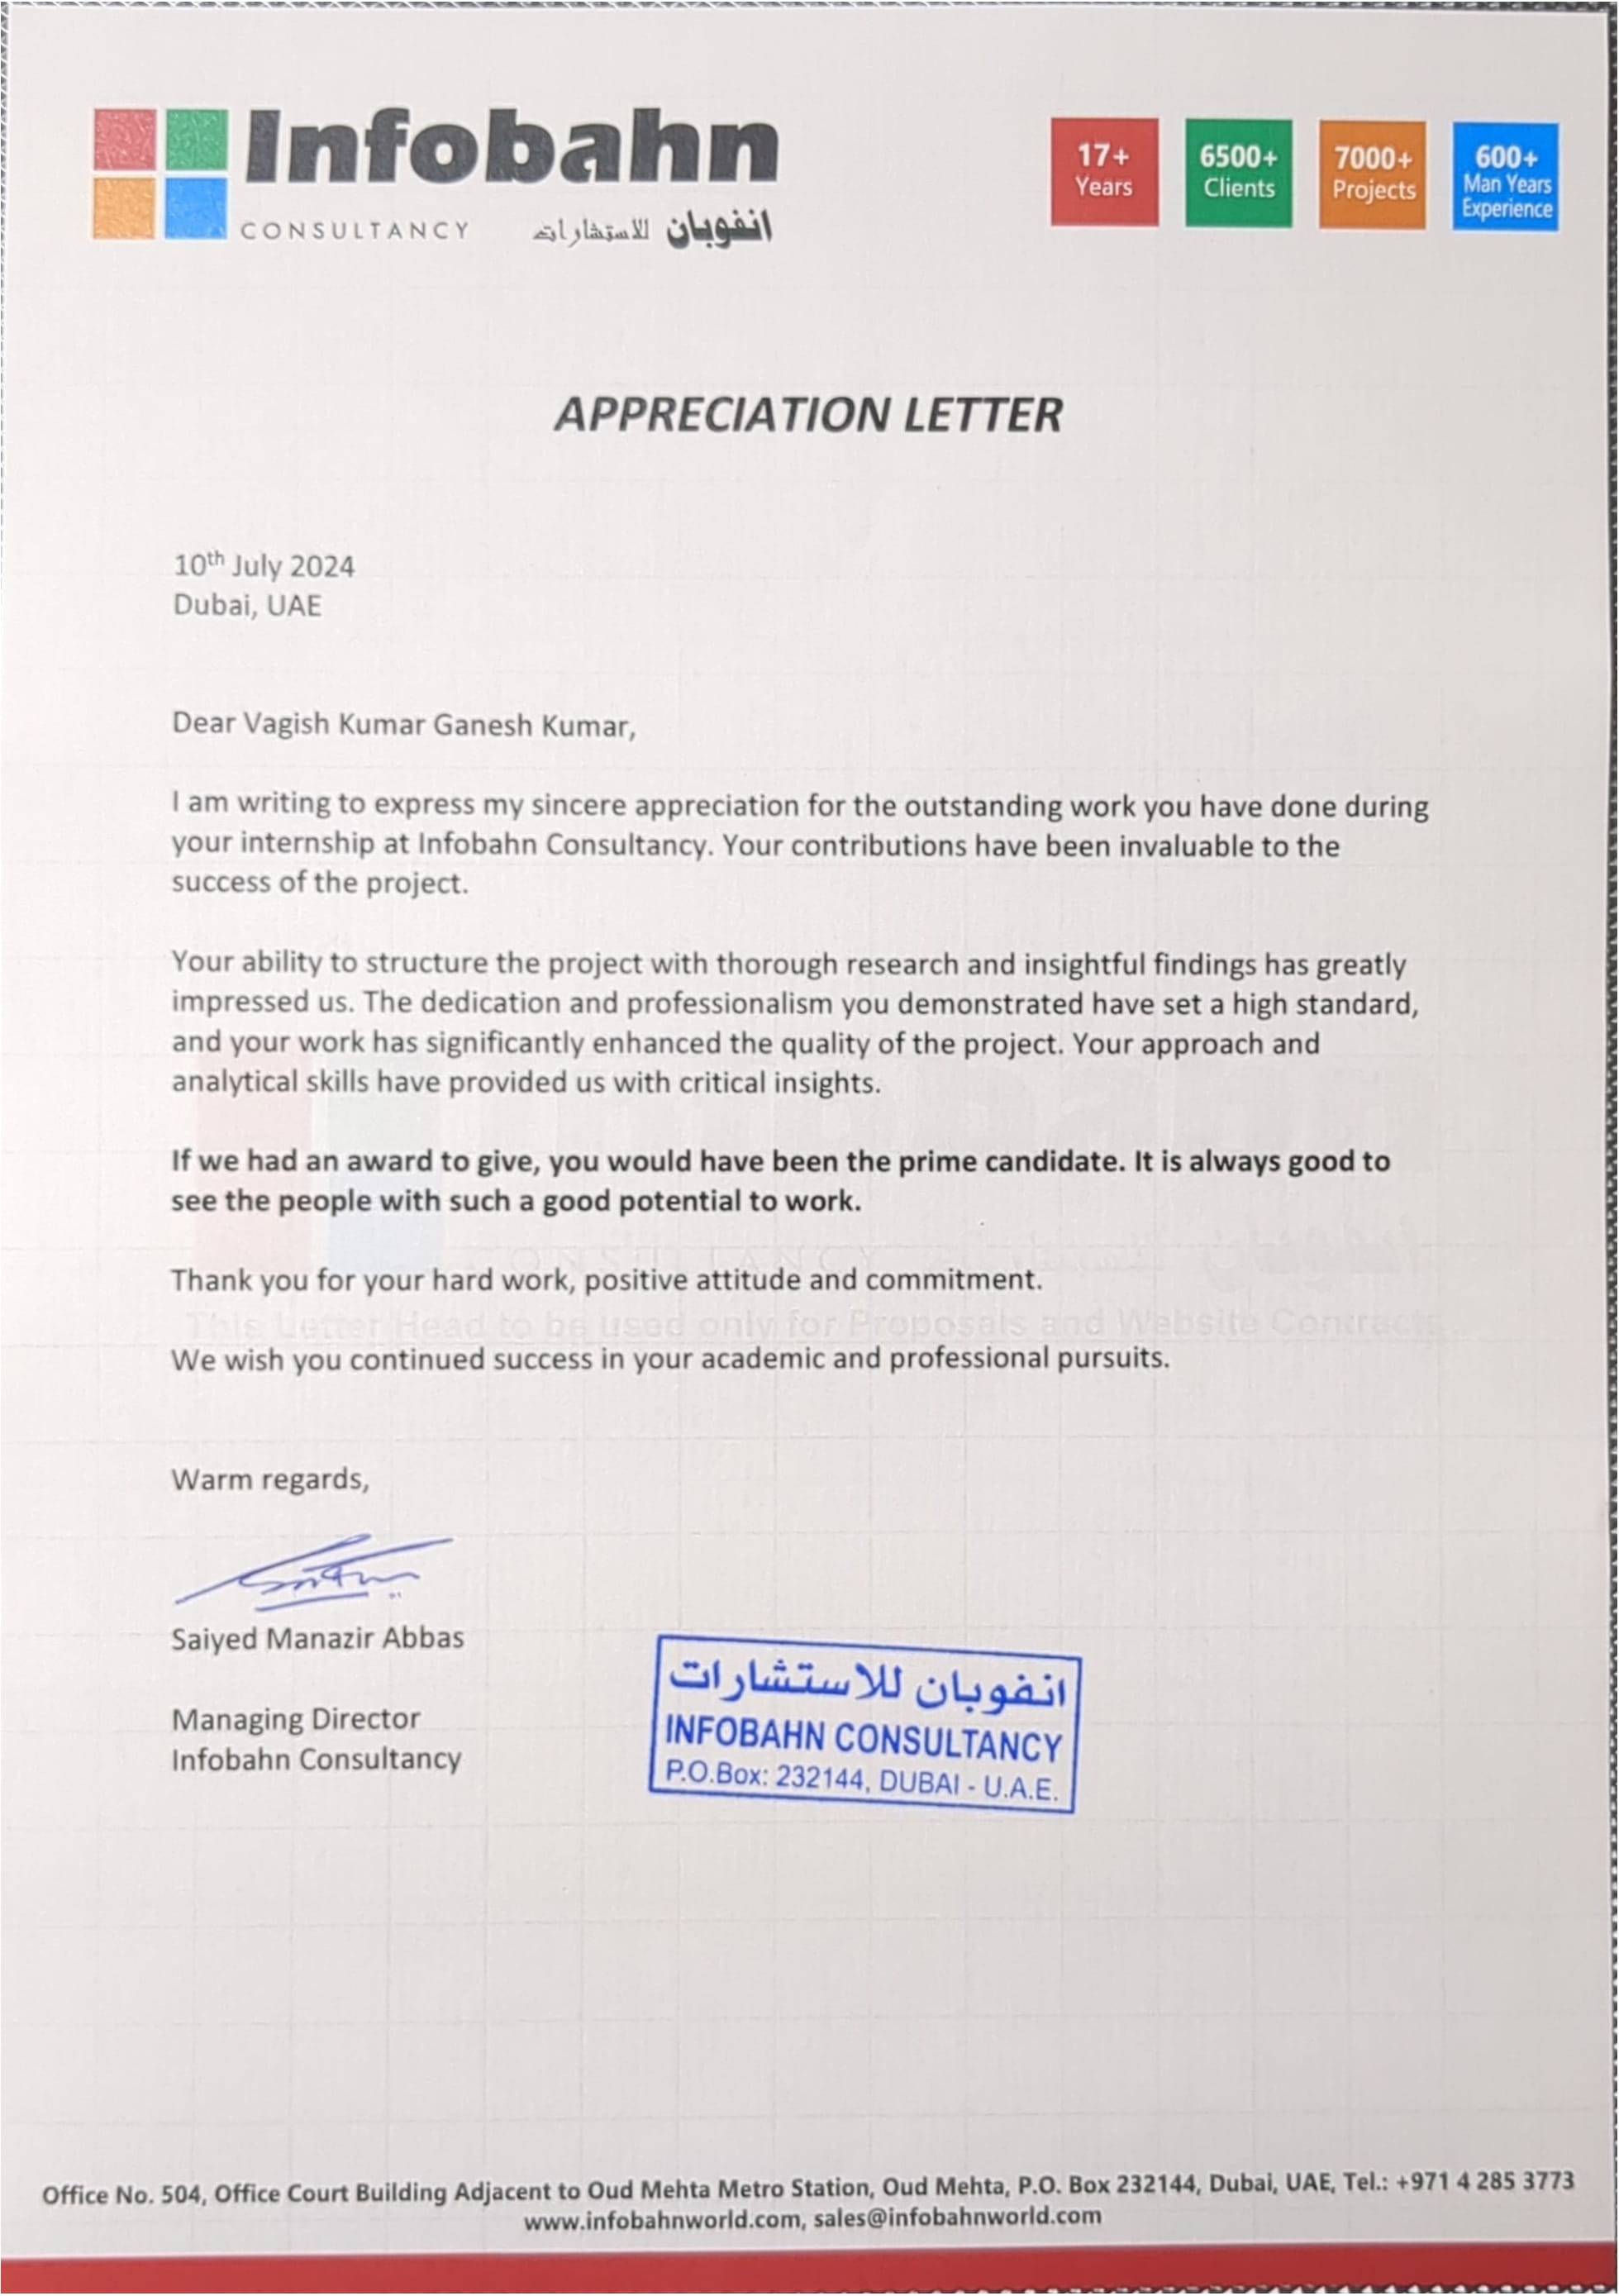 Infobahn
CONSULTANCY انفوبان للاستشارات
17+
Years
6500+
Clients
7000+
Projects
600+
Man Years
Experience
APPRECIATION LETTER
10th July 2024
Dubai, UAE
Dear Vagish Kumar Ganesh Kumar,
I am writing to express my sincere appreciation for the outstanding work you have done during
your internship at Infobahn Consultancy. Your contributions have been invaluable to the
success of the project.
Your ability to structure the project with thorough research and insightful findings has greatly
impressed us. The dedication and professionalism you demonstrated have set a high standard,
and your work has significantly enhanced the quality of the project. Your approach and
analytical skills have provided us with critical insights.
If we had an award to give, you would have been the prime candidate. It is always good to
see the people with such a good potential to work.
CONSULTANCY
Thank you for your hard work, positive attitude and commitment.
This Letter Head to be used only for Proposals and Website Contracts
We wish you continued success in your academic and professional pursuits.
Warm regards,
Saiyed Manazir Abbas
Managing Director
Infobahn Consultancy
انفوبان للاستشارات
INFOBAHN CONSULTANCY
P.O.Box: 232144, DUBAI - U.A.E.
Office No. 504, Office Court Building Adjacent to Oud Mehta Metro Station, Oud Mehta, P.O. Box 232144, Dubai, UAE, Tel.: +971 4 285 3773
www.infobahnworld.com, sales@infobahnworld.com